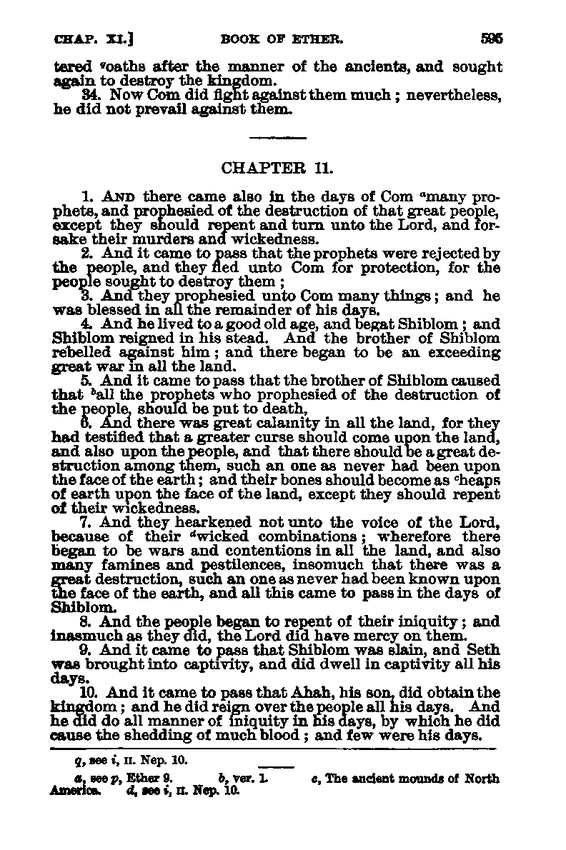 CHAP. XI.] BOOK OF ETHER. 595
tered qoaths after the manner of the ancients, and sought
again to destroy the kingdom.
34. Now Com did fight against them much; nevertheless,
he did not prevail against them.
CHAPTER 11.
1. AND there came also in the days of Com amany pro-
phets, and prophesied of the destruction of that great people,
except they should repent and turn unto the Lord, and for-
sake their murders and wickedness.
2. And it came to pass that the prophets were rejected by
the people, and they fled unto Com for protection, for the
people sought to destroy them;
3. And they prophesied unto Com many things; and he
was blessed in all the remainder of his days.
4. And he lived to a good old age, and begat Shiblom; and
Shiblom reigned in his stead. And the brother of Shiblom
rebelled against him; and there began to be an exceeding
great war in all the land.
5. And it came to pass that the brother of Shiblom caused
that ball the prophets who prophesied of the destruction of
the people, should be put to death,
6. And there was great calamity in all the land, for they
had testified that a greater curse should come upon the land,
and also upon the people, and that there should be a great de-
struction among them, such an one as never had been upon
the face of the earth; and their bones should become as cheaps
of earth upon the face of the land, except they should repent
of their wickedness.
7. And they hearkened not unto the voice of the Lord,
because of their dwicked combinations; wherefore there
began to be wars and contentions in all the land, and also
many famines and pestilences, insomuch that there was a
great destruction, such an one as never had been known upon
the face of the earth, and all this came to pass in the days of
Shiblom.
8. And the people began to repent of their iniquity; and
inasmuch as they did, the Lord did have mercy on them.
9. And it came to pass that Shiblom was slain, and Seth
was brought into captivity, and did dwell in captivity all his
days.
10. And it came to pass that Ahah, his son, did obtain the
kingdom; and he did reign over the people all his days. And
he did do all manner of iniquity in his days, by which he did
cause the shedding of much blood; and few were his days.
q, see i, II. Nep. 10.
a, see p, Ether 9. b, ver. 1. c, The ancient mounds of North
America. d, see i, II. Nep. 10.